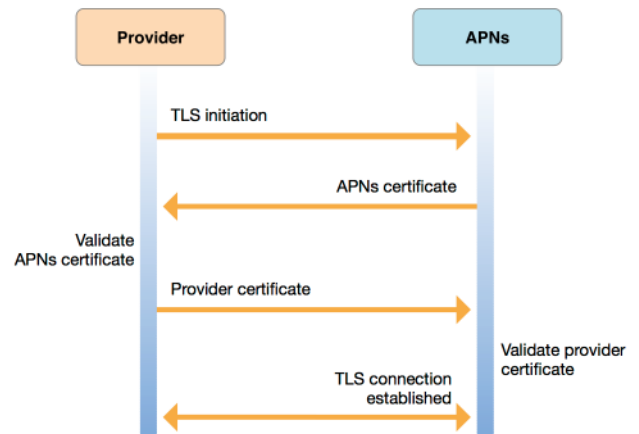 Provider
APNs
TLS initiation
APNs certificate
Validate
APNs certificate
Provider certificate
Validate provider
certificate
TLS connection
established